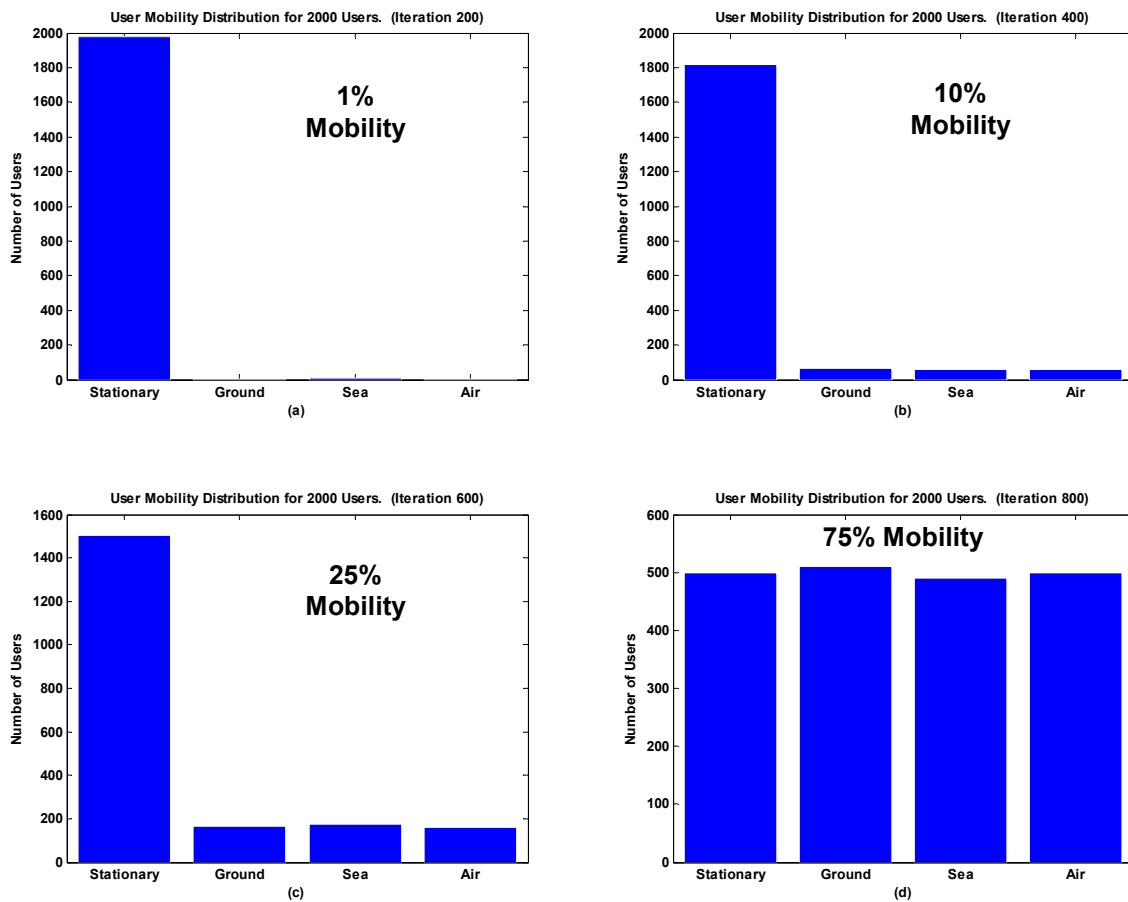 User Mobility Distribution for 2000 Users.  (Iteration 200)
2000
1800
1600
1400
1200
1000
800
600
400
200
0
Number of Users
1%
Mobility
Stationary Ground Sea Air
(a)
User Mobility Distribution for 2000 Users.  (Iteration 400)
2000
1800
1600
1400
1200
1000
800
600
400
200
0
Number of Users
10%
Mobility
Stationary Ground Sea Air
(b)
User Mobility Distribution for 2000 Users.  (Iteration 600)
1600
1400
1200
1000
800
600
400
200
0
Number of Users
25%
Mobility
Stationary Ground Sea Air
(c)
User Mobility Distribution for 2000 Users.  (Iteration 800)
600
500
400
300
200
100
0
Number of Users
75% Mobility
Stationary Ground Sea Air
(d)